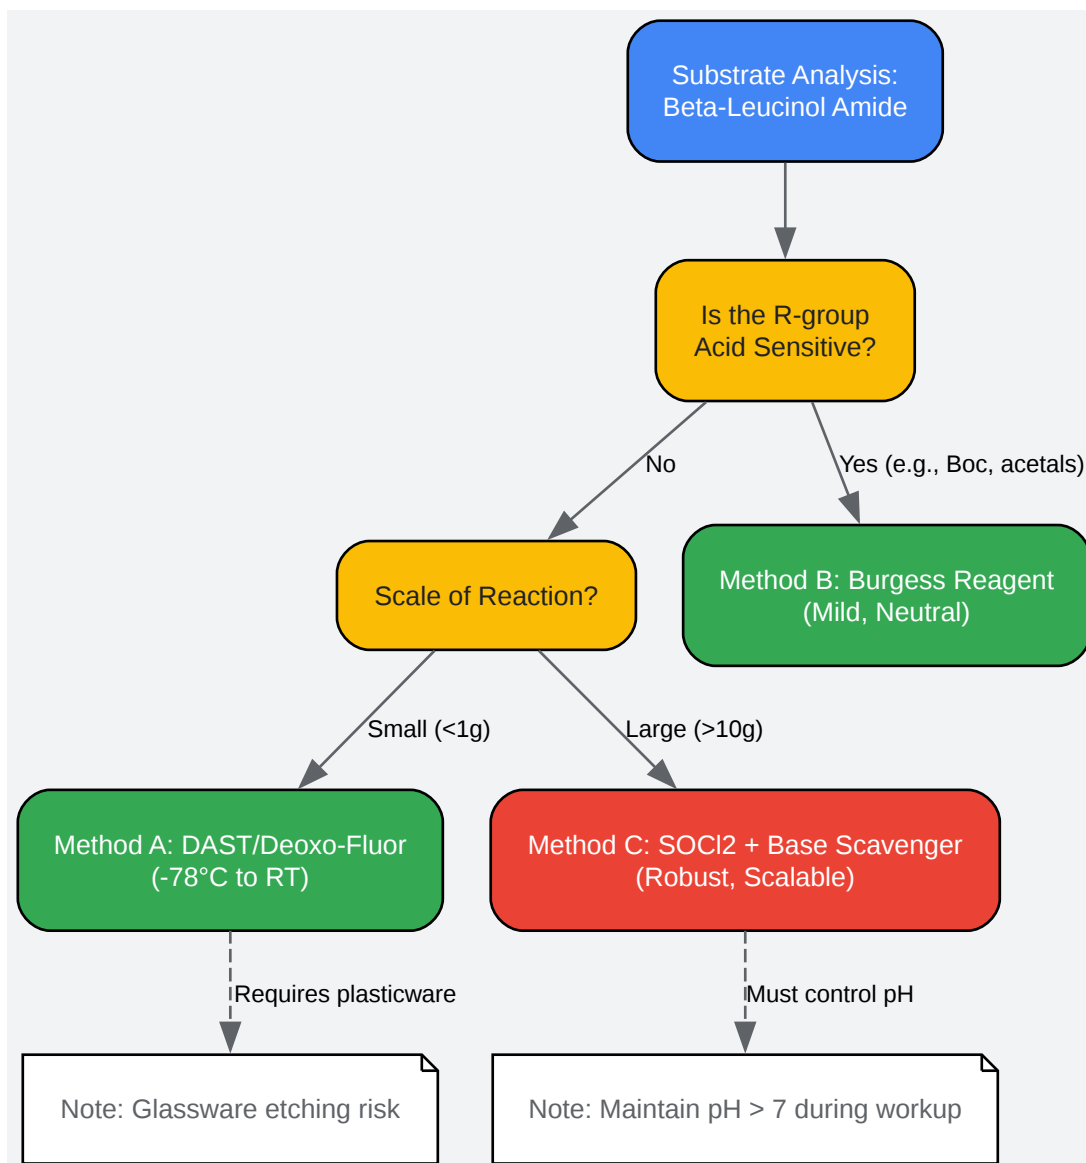 Substrate Analysis:
Beta-Leucinol Amide
Is the R-group
Acid Sensitive?
No
Yes (e.g., Boc, acetals)
Scale of Reaction?
Method B: Burgess Reagent
(Mild, Neutral)
Small (<1g)
Large (>10g)
Method A: DAST/Deoxo-Fluor
(-78°C to RT)
Method C: SOCl2 + Base Scavenger
(Robust, Scalable)
Requires plasticware
Must control pH
Note: Glassware etching risk
Note: Maintain pH > 7 during workup